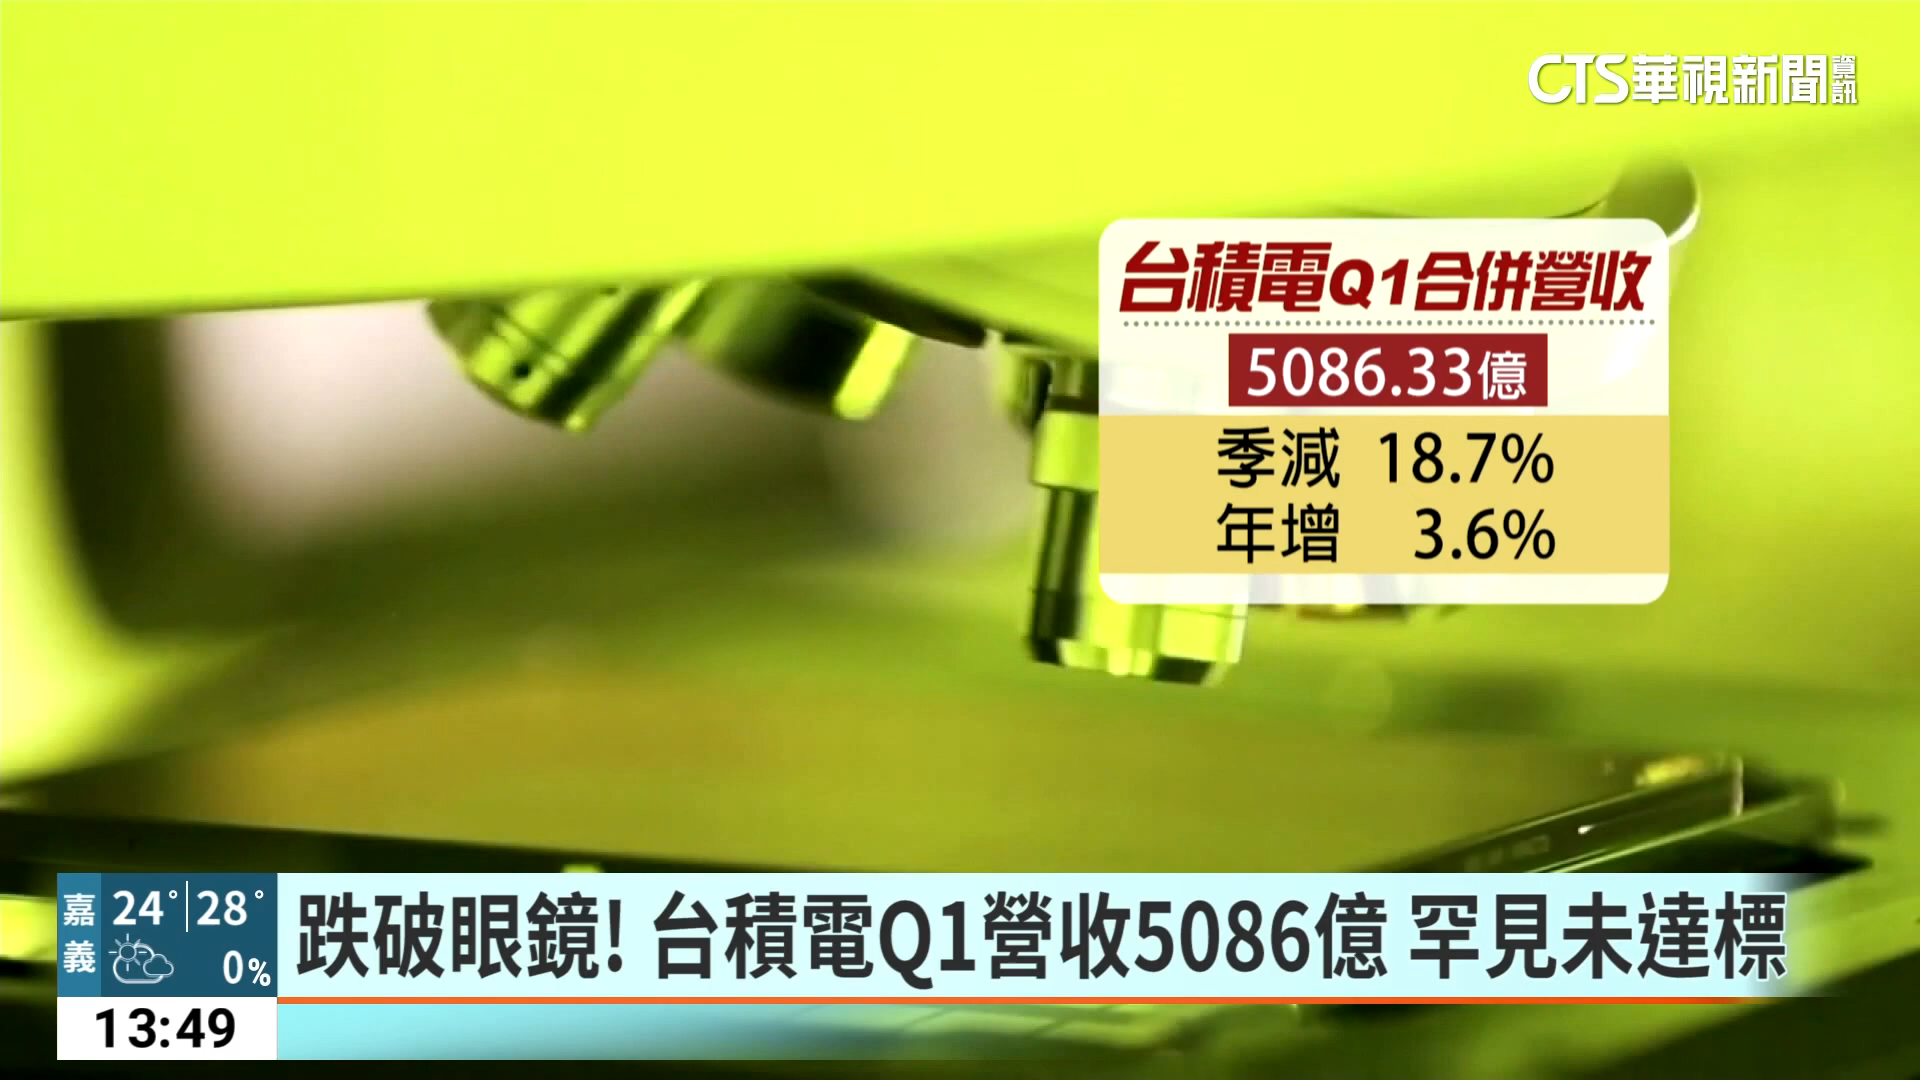 CTS華視新聞資訊
台積電Q1合併營收
5086.33億
季減 18.7%
年增 3.6%
嘉義
24° 28°
0%
跌破眼鏡! 台積電Q1營收5086億 罕見未達標
13:49